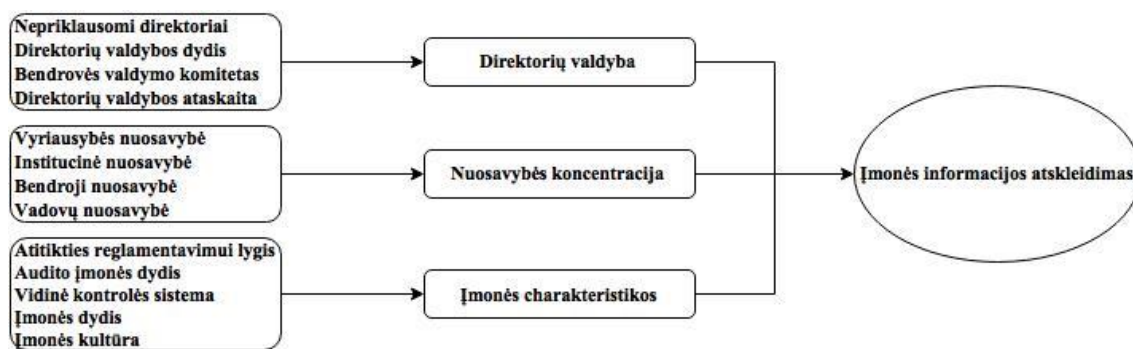 Nepriklausomi direktoriai
Direktorių valdybos dydis
Bendrovės valdymo komitetas
Direktorių valdybos ataskaita
Direktorių valdyba
Vyriausybės nuosavybė
Institucinė nuosavybė
Bendroji nuosavybė
Vadovų nuosavybė
Nuosavybės koncentracija
Įmonės informacijos atskleidimas
Atitikties reglamentavimui lygis
Audito įmonės dydis
Vidinė kontrolės sistema
Įmonės dydis
Įmonės kultūra
Įmonės charakteristikos